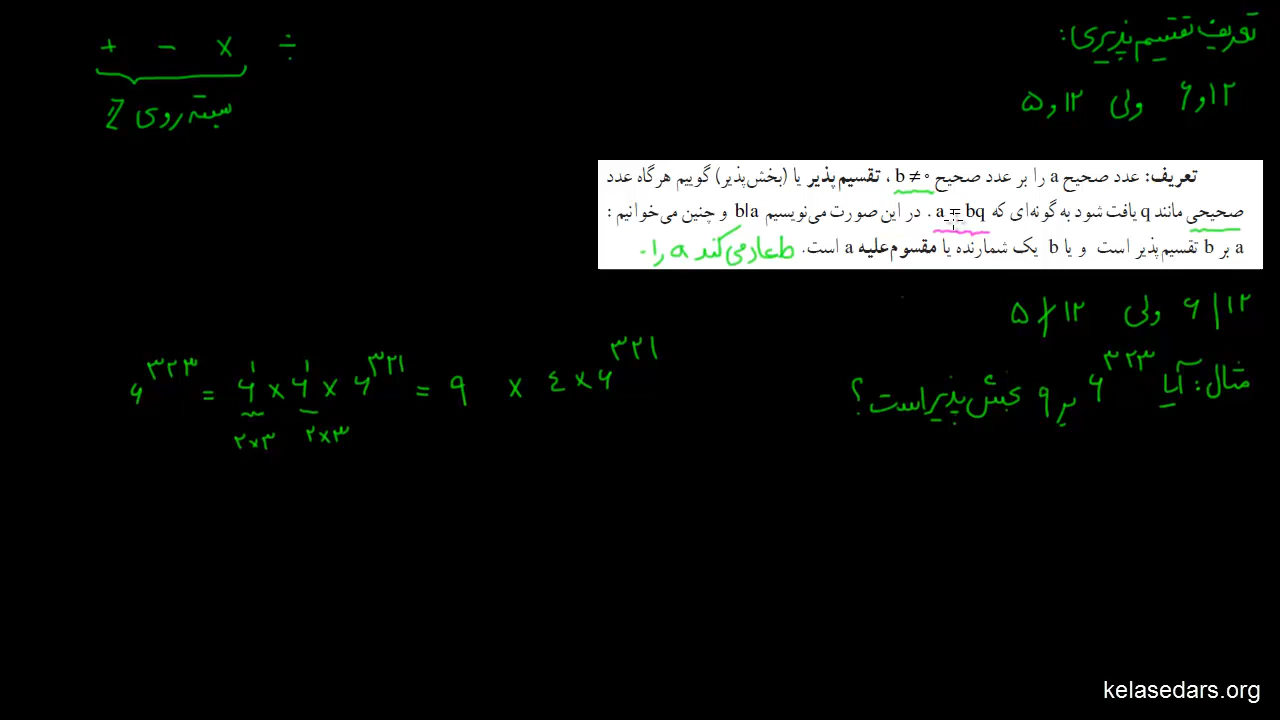 تعریف تقسیم پذیری:
+ - × ÷
بسته روی Z
۶,۱۲ ولی ۵,۱۲
تعریف: عدد صحیح a را بر عدد صحیح b ≠ ۰ ، تقسیم‌پذیر یا (بخش‌پذیر) گوییم هرگاه عدد
صحیحی مانند q یافت شود به گونه‌ای که a = bq . در این صورت می‌نویسیم b|a و چنین می‌خوانیم :
a بر b تقسیم‌پذیر است و یا b یک شمارنده یا مقسوم‌علیه a است. b عاد می‌کند a را.
۶|۱۲ ولی ۵∤۱۲
مثال: آیا ۶^۳۲۳ بر ۹ بخش پذیر است؟
۶^۳۲۳ = ۶^۱ × ۶^۱ × ۶^۳۲۱ = ۹ × ۴ × ۶^۳۲۱
۲×۳ ۲×۳
kelasedars.org